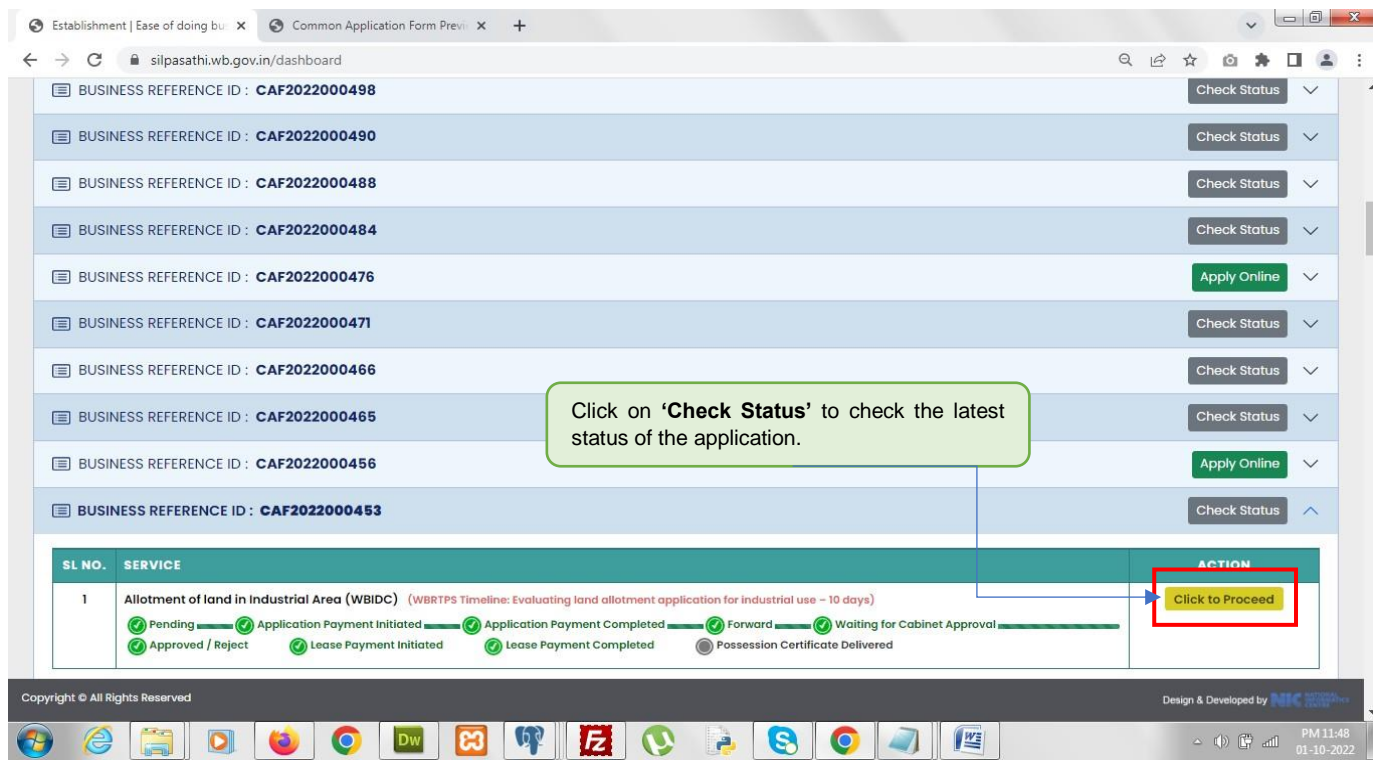 Establishment | Ease of doing bu
Common Application Form Previ
silpasathi.wb.gov.in/dashboard
BUSINESS REFERENCE ID : CAF2022000498 Check Status
BUSINESS REFERENCE ID : CAF2022000490 Check Status
BUSINESS REFERENCE ID : CAF2022000488 Check Status
BUSINESS REFERENCE ID : CAF2022000484 Check Status
BUSINESS REFERENCE ID : CAF2022000476 Apply Online
BUSINESS REFERENCE ID : CAF2022000471 Check Status
BUSINESS REFERENCE ID : CAF2022000466 Check Status
BUSINESS REFERENCE ID : CAF2022000465 Check Status
Click on ‘Check Status’ to check the latest
status of the application.
BUSINESS REFERENCE ID : CAF2022000456 Apply Online
BUSINESS REFERENCE ID : CAF2022000453 Check Status
SL NO. SERVICE ACTION
1 Allotment of land in Industrial Area (WBIDC) (WBRTPS Timeline: Evaluating land allotment application for industrial use – 10 days) Click to Proceed
Pending Application Payment Initiated Application Payment Completed Forward Waiting for Cabinet Approval
Approved / Reject Lease Payment Initiated Lease Payment Completed Possession Certificate Delivered
Copyright © All Rights Reserved Design & Developed by NIC
Dw Fz S W
PM 11:48
01-10-2022